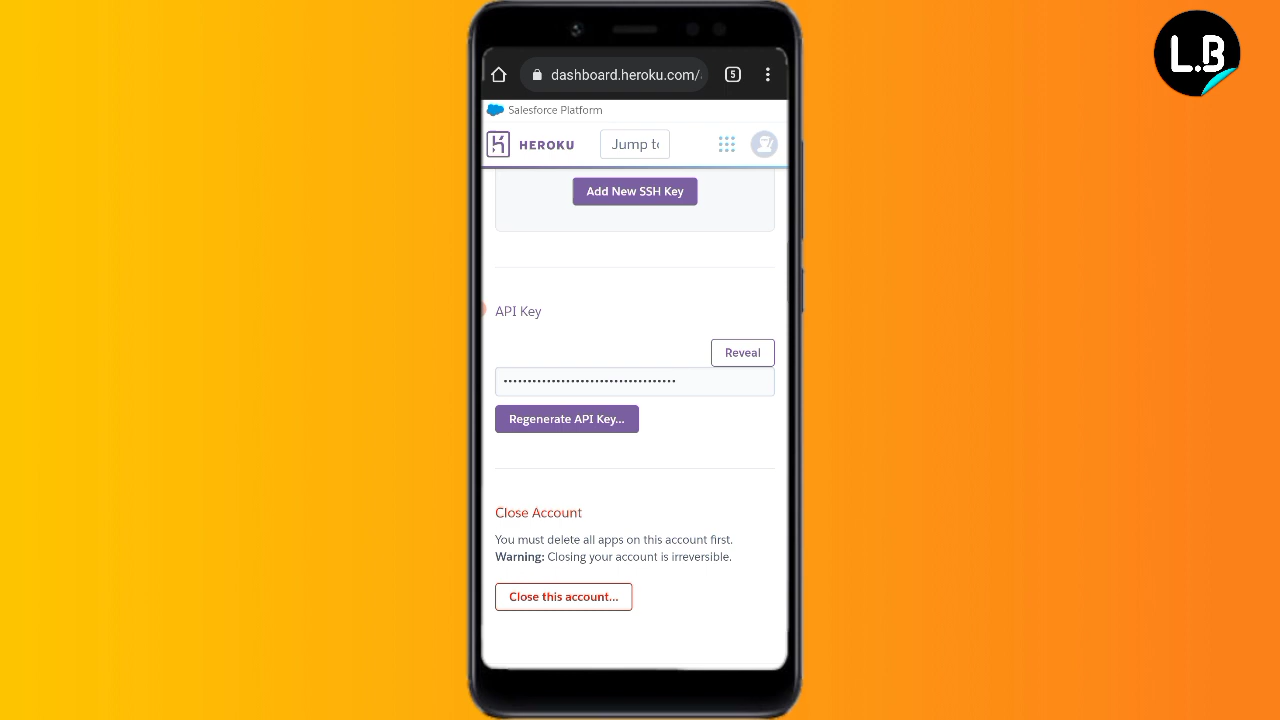 L.B
dashboard.heroku.com/
5
Salesforce Platform
HEROKU
Jump to
Add New SSH Key
API Key
Reveal
••••••••••••••••••••••••••••••••••••
Regenerate API Key...
Close Account
You must delete all apps on this account first.
Warning: Closing your account is irreversible.
Close this account...